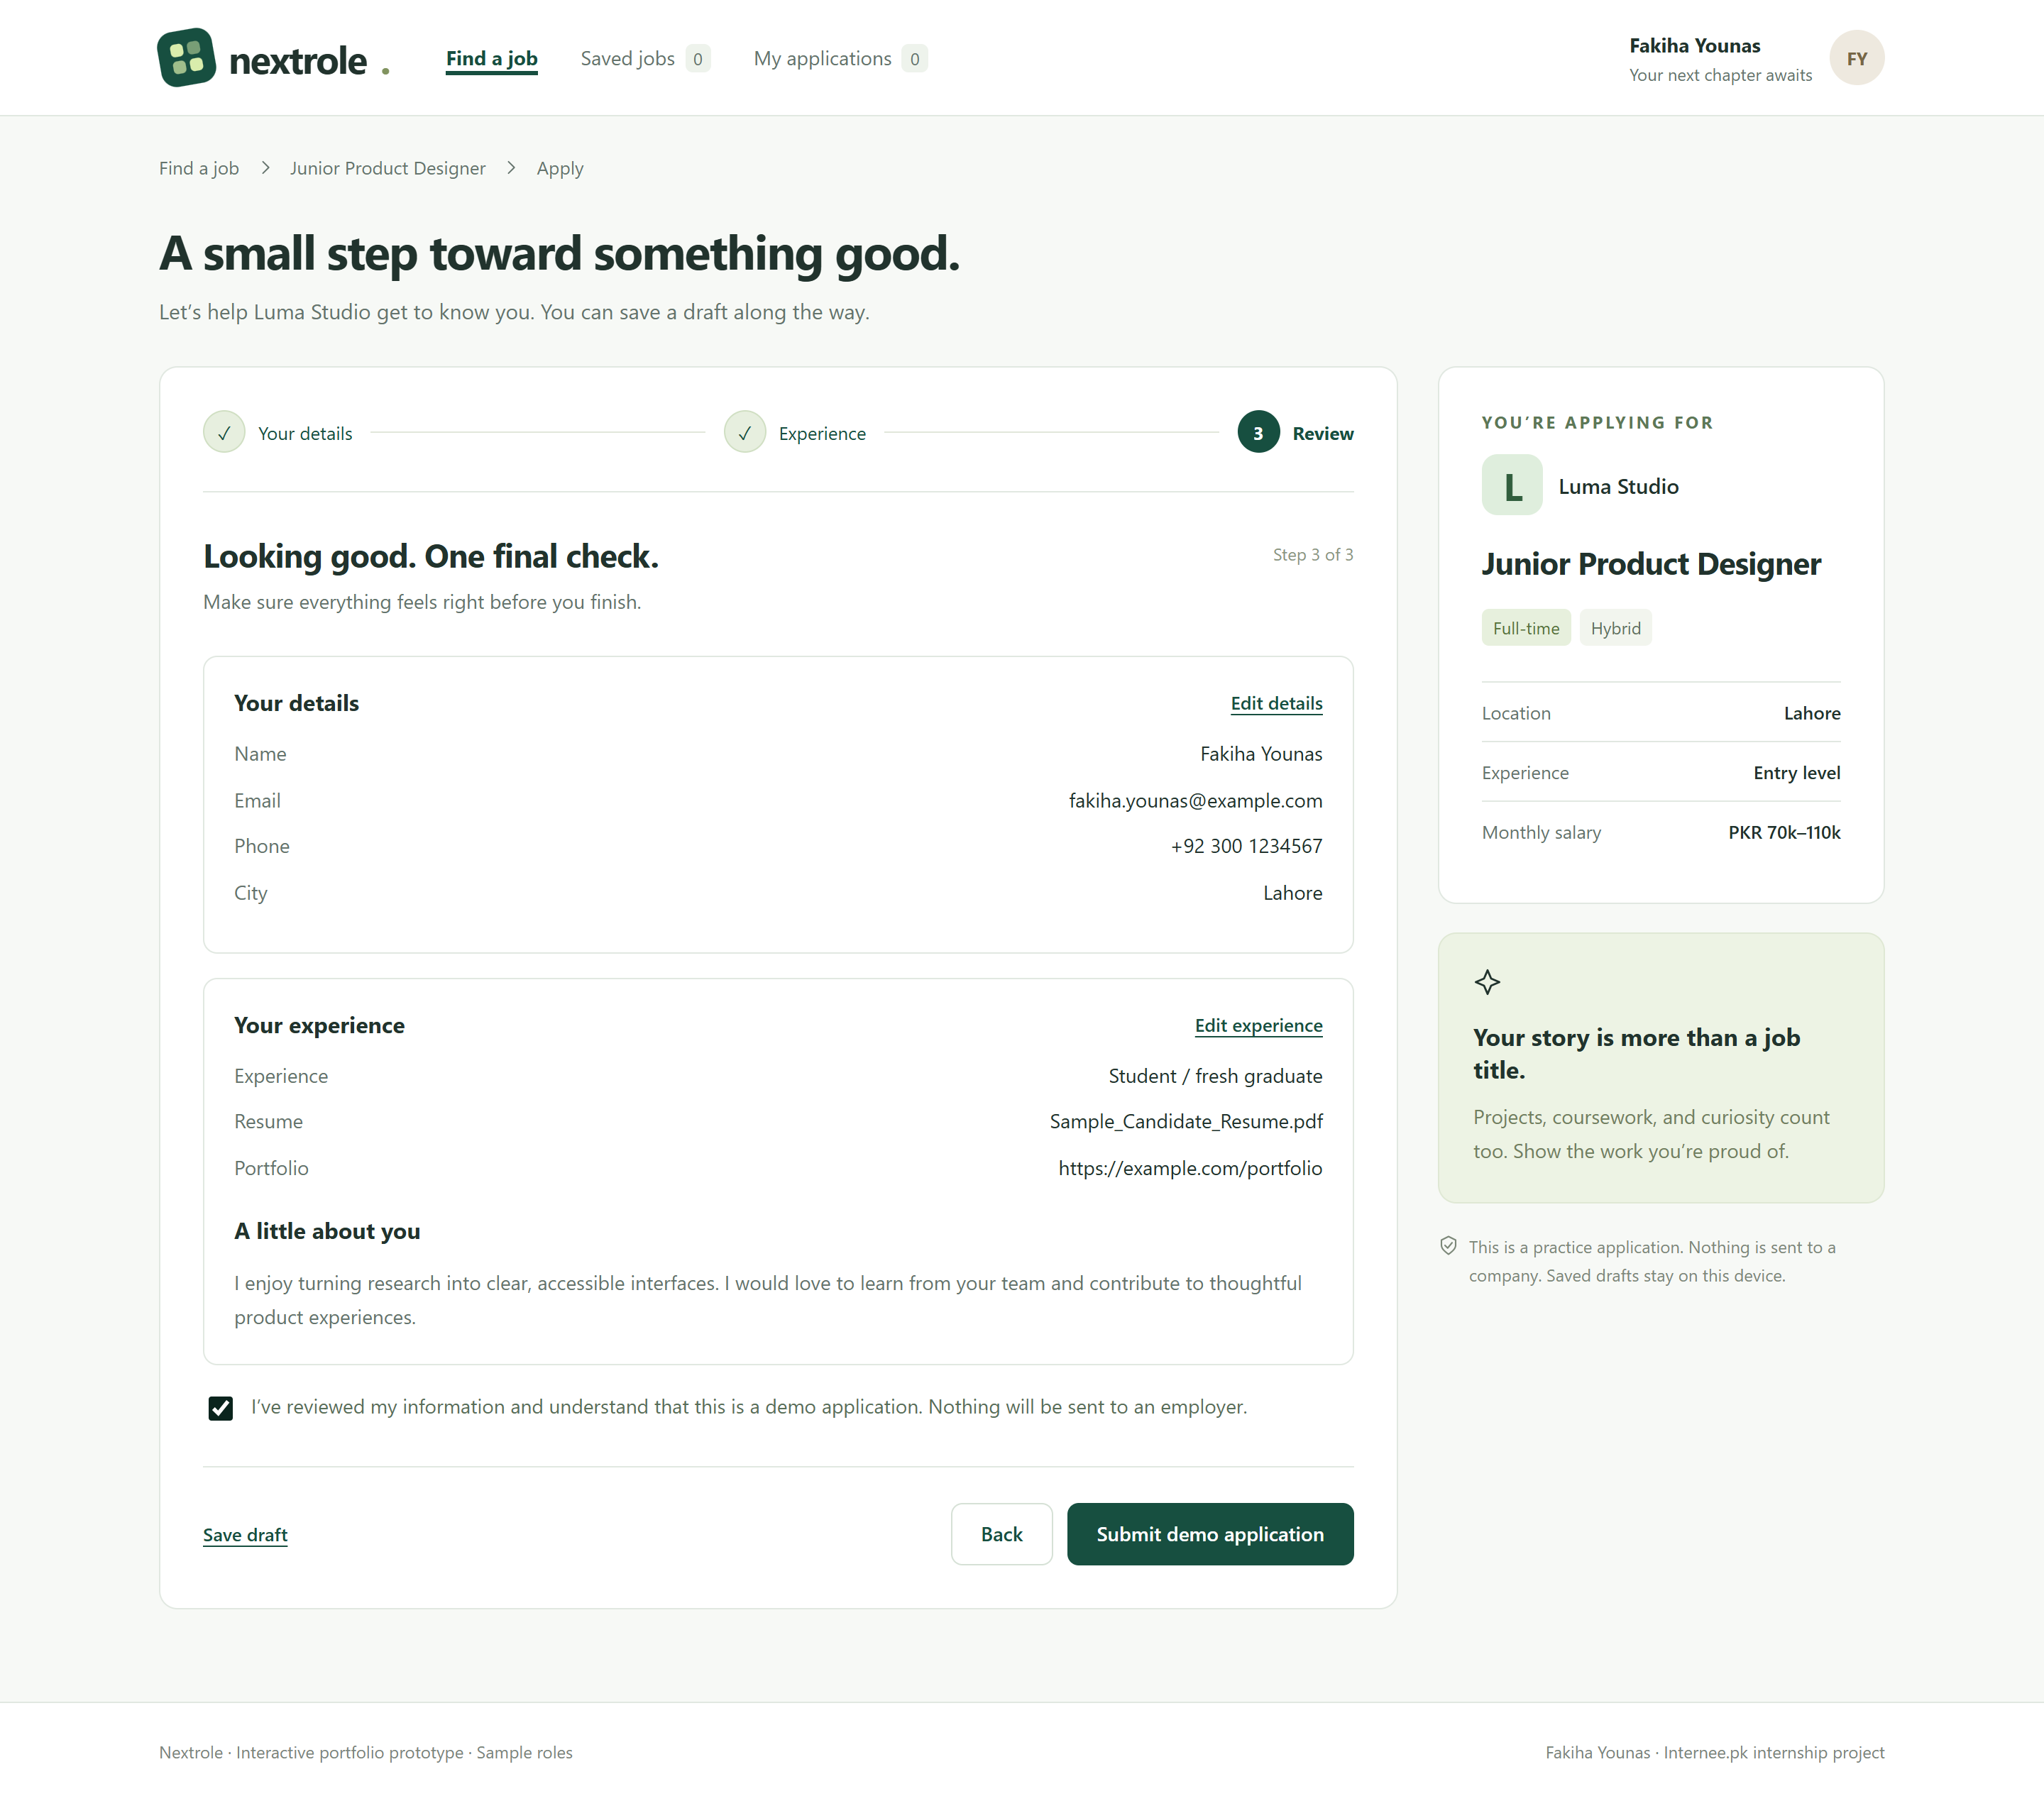 nextrole .
Find a job
Saved jobs 0
My applications 0
Fakiha Younas
Your next chapter awaits
FY
Find a job > Junior Product Designer > Apply
A small step toward something good.
Let’s help Luma Studio get to know you. You can save a draft along the way.
✓ Your details
✓ Experience
3 Review
Looking good. One final check.
Step 3 of 3
Make sure everything feels right before you finish.
Your details
Edit details
Name Fakiha Younas
Email fakiha.younas@example.com
Phone +92 300 1234567
City Lahore
Your experience
Edit experience
Experience Student / fresh graduate
Resume Sample_Candidate_Resume.pdf
Portfolio https://example.com/portfolio
A little about you
I enjoy turning research into clear, accessible interfaces. I would love to learn from your team and contribute to thoughtful
product experiences.
I’ve reviewed my information and understand that this is a demo application. Nothing will be sent to an employer.
Save draft
Back
Submit demo application
YOU’RE APPLYING FOR
L
Luma Studio
Junior Product Designer
Full-time
Hybrid
Location Lahore
Experience Entry level
Monthly salary PKR 70k–110k
Your story is more than a job
title.
Projects, coursework, and curiosity count
too. Show the work you’re proud of.
This is a practice application. Nothing is sent to a
company. Saved drafts stay on this device.
Nextrole · Interactive portfolio prototype · Sample roles
Fakiha Younas · Internee.pk internship project